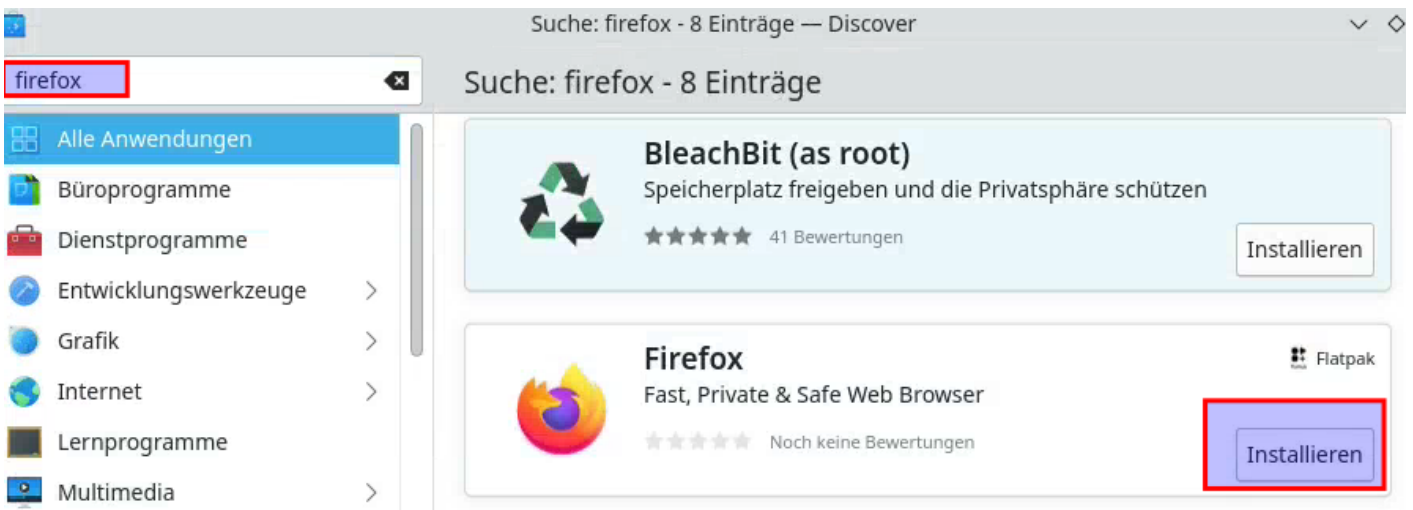 Suche: firefox - 8 Einträge — Discover
firefox
Suche: firefox - 8 Einträge
Alle Anwendungen
Büroprogramme
Dienstprogramme
Entwicklungswerkzeuge
Grafik
Internet
Lernprogramme
Multimedia
BleachBit (as root)
Speicherplatz freigeben und die Privatsphäre schützen
41 Bewertungen
Installieren
Firefox
Flatpak
Fast, Private & Safe Web Browser
Noch keine Bewertungen
Installieren